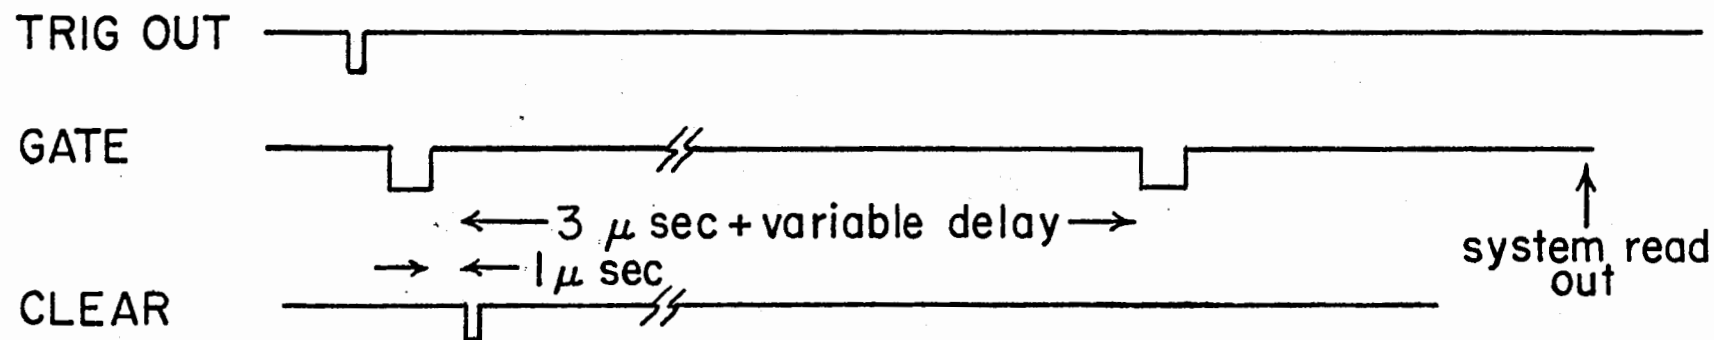 TRIG OUT
GATE
3 μ sec + variable delay
system read
out
1 μ sec
CLEAR